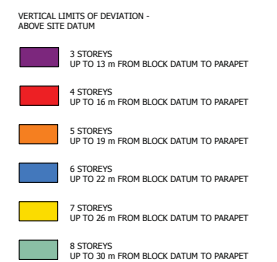 VERTICAL LIMITS OF DEVIATION -
ABOVE SITE DATUM
3 STOREYS
UP TO 13 m FROM BLOCK DATUM TO PARAPET
4 STOREYS
UP TO 16 m FROM BLOCK DATUM TO PARAPET
5 STOREYS
UP TO 19 m FROM BLOCK DATUM TO PARAPET
6 STOREYS
UP TO 22 m FROM BLOCK DATUM TO PARAPET
7 STOREYS
UP TO 26 m FROM BLOCK DATUM TO PARAPET
8 STOREYS
UP TO 30 m FROM BLOCK DATUM TO PARAPET